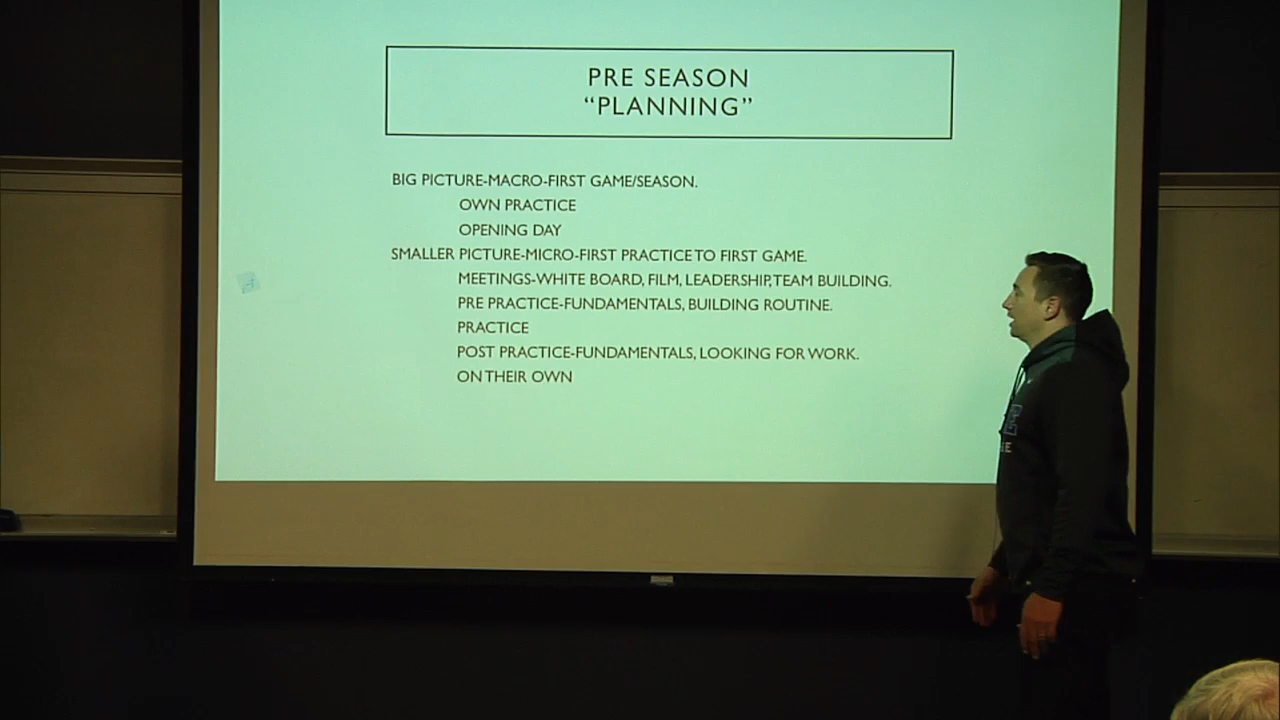 PRE SEASON
“PLANNING”
BIG PICTURE-MACRO-FIRST GAME/SEASON.
OWN PRACTICE
OPENING DAY
SMALLER PICTURE-MICRO-FIRST PRACTICE TO FIRST GAME.
MEETINGS-WHITE BOARD, FILM, LEADERSHIP,TEAM BUILDING.
PRE PRACTICE-FUNDAMENTALS, BUILDING ROUTINE.
PRACTICE
POST PRACTICE-FUNDAMENTALS, LOOKING FOR WORK.
ON THEIR OWN